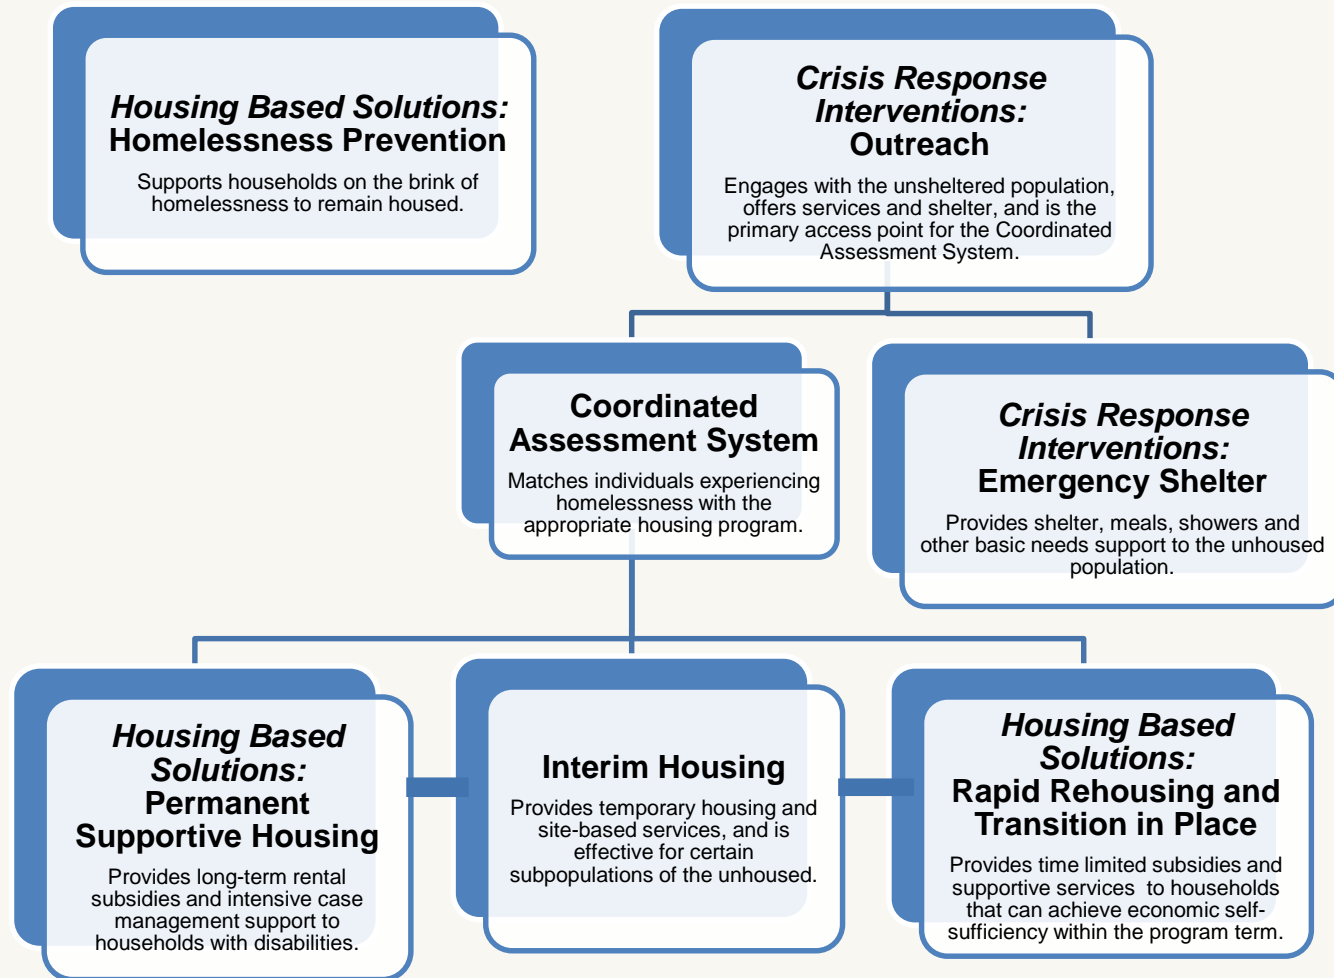 Housing Based Solutions:
Homelessness Prevention
Supports households on the brink of
homelessness to remain housed.
Crisis Response
Interventions:
Outreach
Engages with the unsheltered population,
offers services and shelter, and is the
primary access point for the Coordinated
Assessment System.
Coordinated
Assessment System
Matches individuals experiencing
homelessness with the
appropriate housing program.
Crisis Response
Interventions:
Emergency Shelter
Provides shelter, meals, showers and
other basic needs support to the unhoused
population.
Housing Based
Solutions:
Permanent
Supportive Housing
Provides long-term rental
subsidies and intensive case
management support to
households with disabilities.
Interim Housing
Provides temporary housing and
site-based services, and is
effective for certain
subpopulations of the unhoused.
Housing Based
Solutions:
Rapid Rehousing and
Transition in Place
Provides time limited subsidies and
supportive services  to households
that can achieve economic self-
sufficiency within the program term.